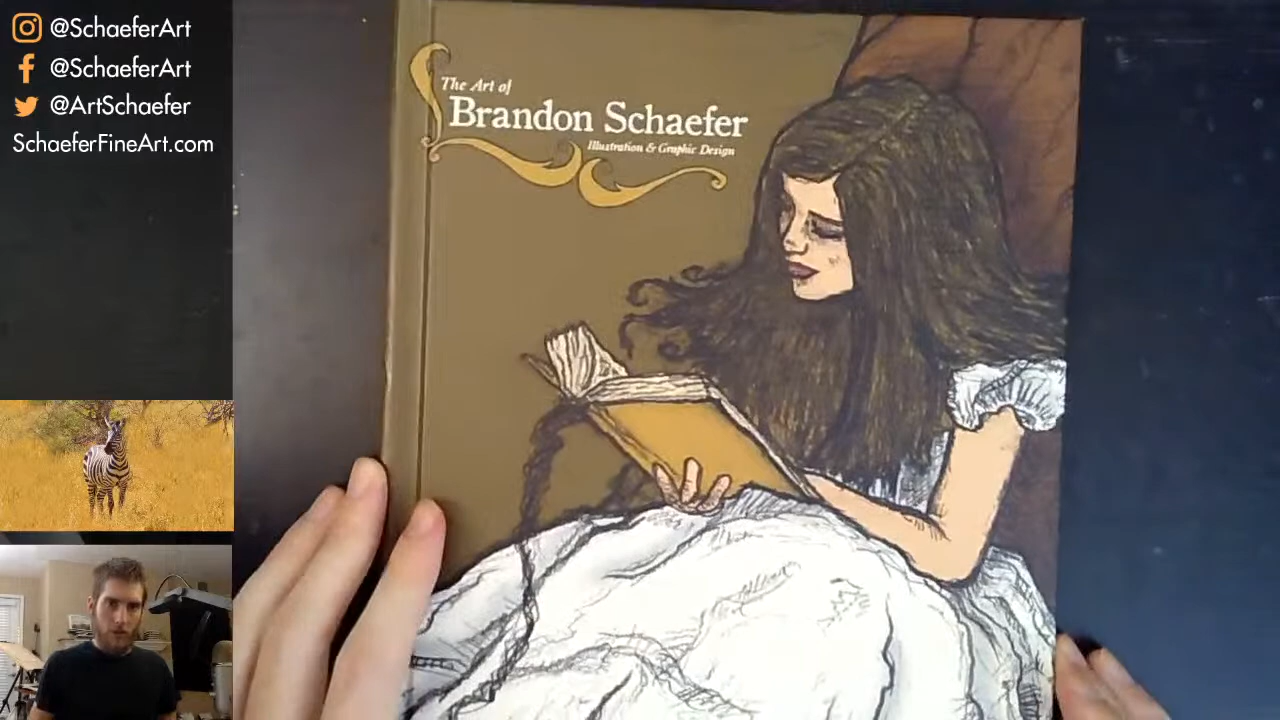 @SchaeferArt
@SchaeferArt
@ArtSchaefer
SchaeferFineArt.com
The Art of
Brandon Schaefer
Illustration & Graphic Design